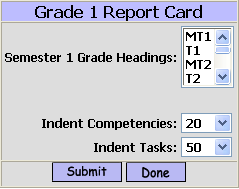 Grade 1 Report Card
Semester 1 Grade Headings: MT1
T1
MT2
T2
Indent Competencies: 20
Indent Tasks: 50
Submit Done